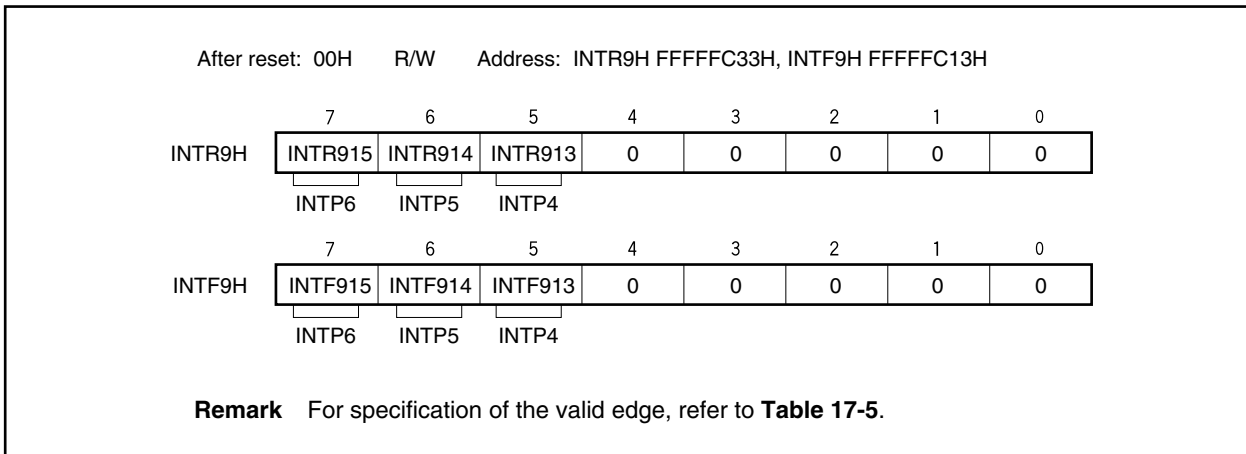 After reset: 00H R/W Address: INTR9H FFFFFC33H, INTF9H FFFFFC13H
7 6 5 4 3 2 1 0
INTR9H INTR915 INTR914 INTR913 0 0 0 0 0
INTP6 INTP5 INTP4
7 6 5 4 3 2 1 0
INTF9H INTF915 INTF914 INTF913 0 0 0 0 0
INTP6 INTP5 INTP4
Remark For specification of the valid edge, refer to Table 17-5.